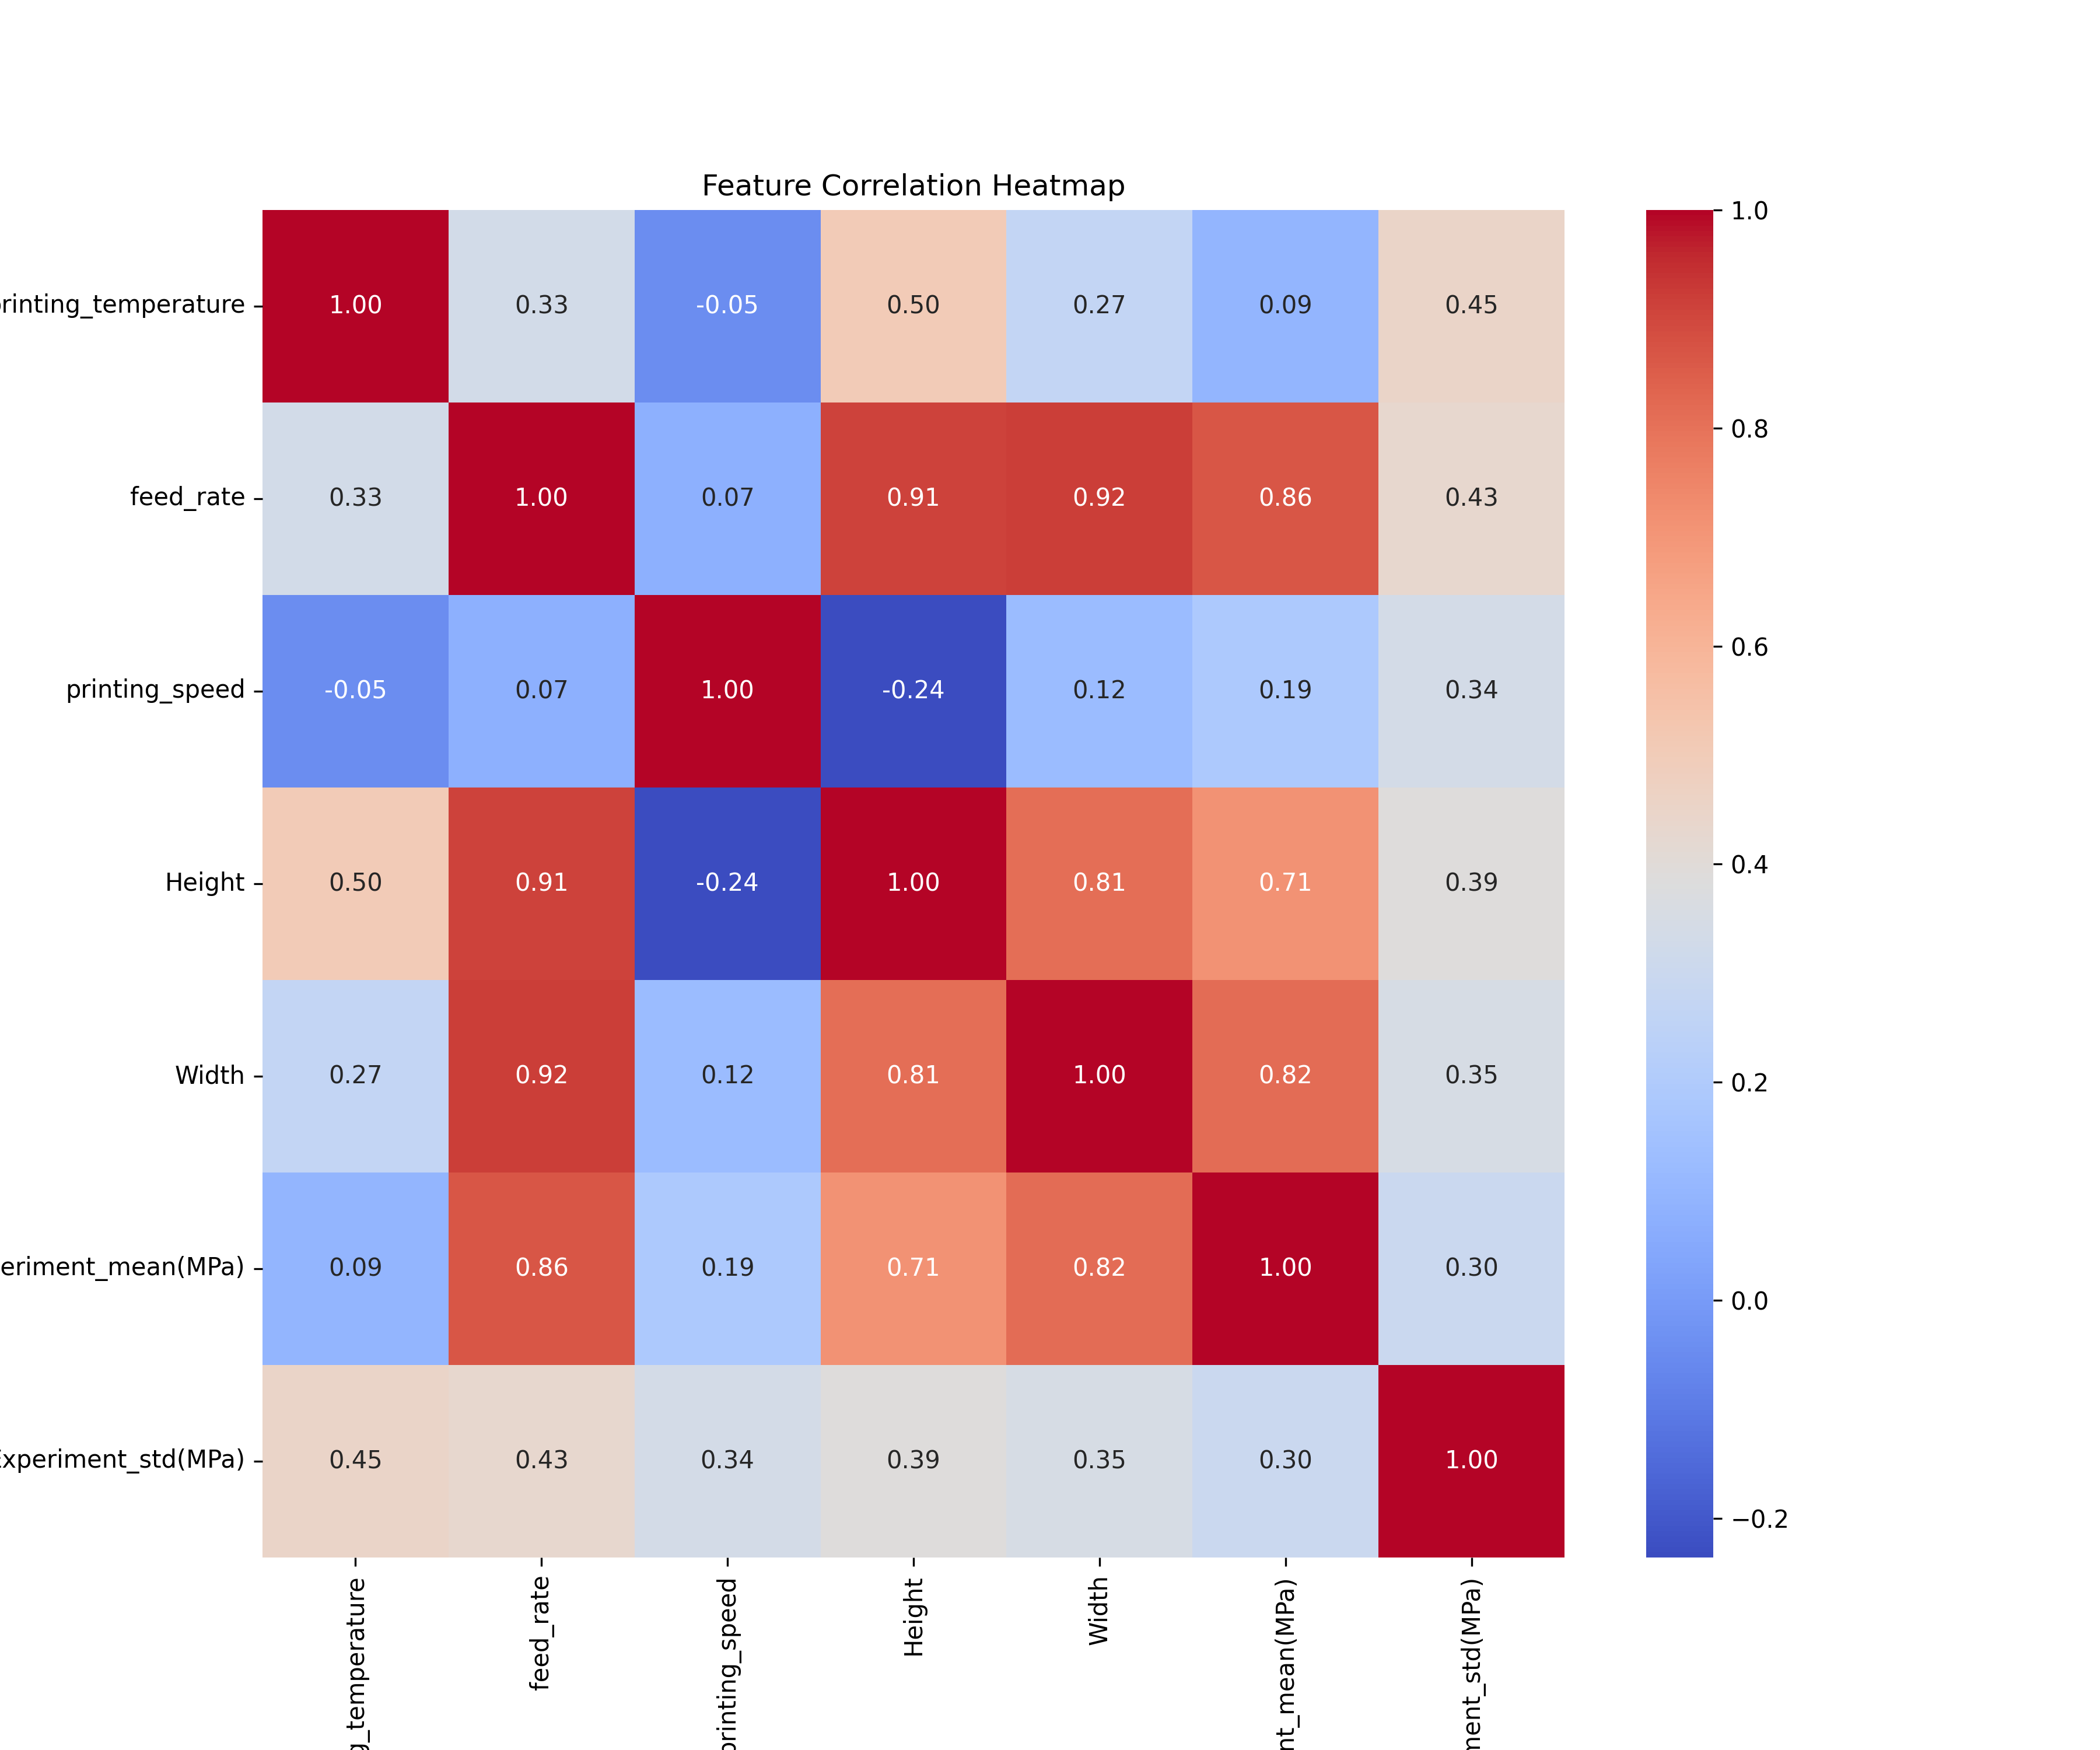 Feature Correlation Heatmap
rinting_temperature 1.00 0.33 -0.05 0.50 0.27 0.09 0.45
feed_rate 0.33 1.00 0.07 0.91 0.92 0.86 0.43
printing_speed -0.05 0.07 1.00 -0.24 0.12 0.19 0.34
Height 0.50 0.91 -0.24 1.00 0.81 0.71 0.39
Width 0.27 0.92 0.12 0.81 1.00 0.82 0.35
eriment_mean(MPa) 0.09 0.86 0.19 0.71 0.82 1.00 0.30
Experiment_std(MPa) 0.45 0.43 0.34 0.39 0.35 0.30 1.00
g_temperature
feed_rate
printing_speed
Height
Width
nt_mean(MPa)
ment_std(MPa)
1.0
0.8
0.6
0.4
0.2
0.0
−0.2